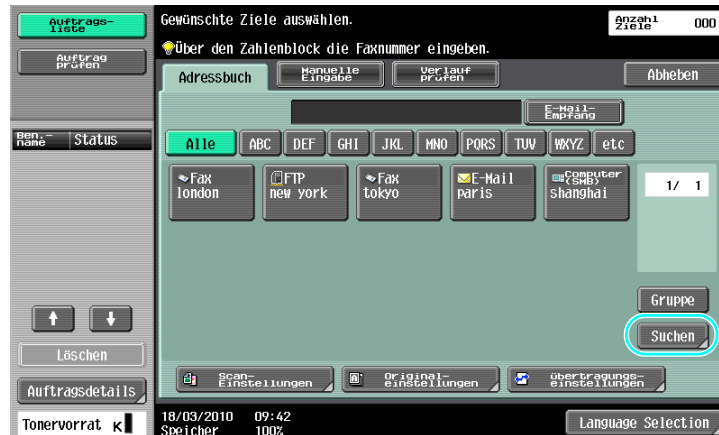 Auftrags-
liste
Auftrag
prüfen
Ben.-
name Status
Löschen
Auftragsdetails
Tonervorrat K
Gewünschte Ziele auswählen.
Anzahl
Ziele 000
Über den Zahlenblock die Faxnummer eingeben.
Adressbuch
Manuelle
Eingabe
Verlauf
prüfen
Abheben
E-Mail-
Empfang
Alle ABC DEF GHI JKL MNO PQRS TUV WXYZ etc
Fax
london
FTP
new york
Fax
tokyo
E-Mail
paris
Computer
(SMB)
shanghai
1/ 1
Gruppe
Suchen
Scan-
Einstellungen
Original-
einstellungen
übertragungs-
einstellungen
18/03/2010 09:42
Speicher 100%
Language Selection